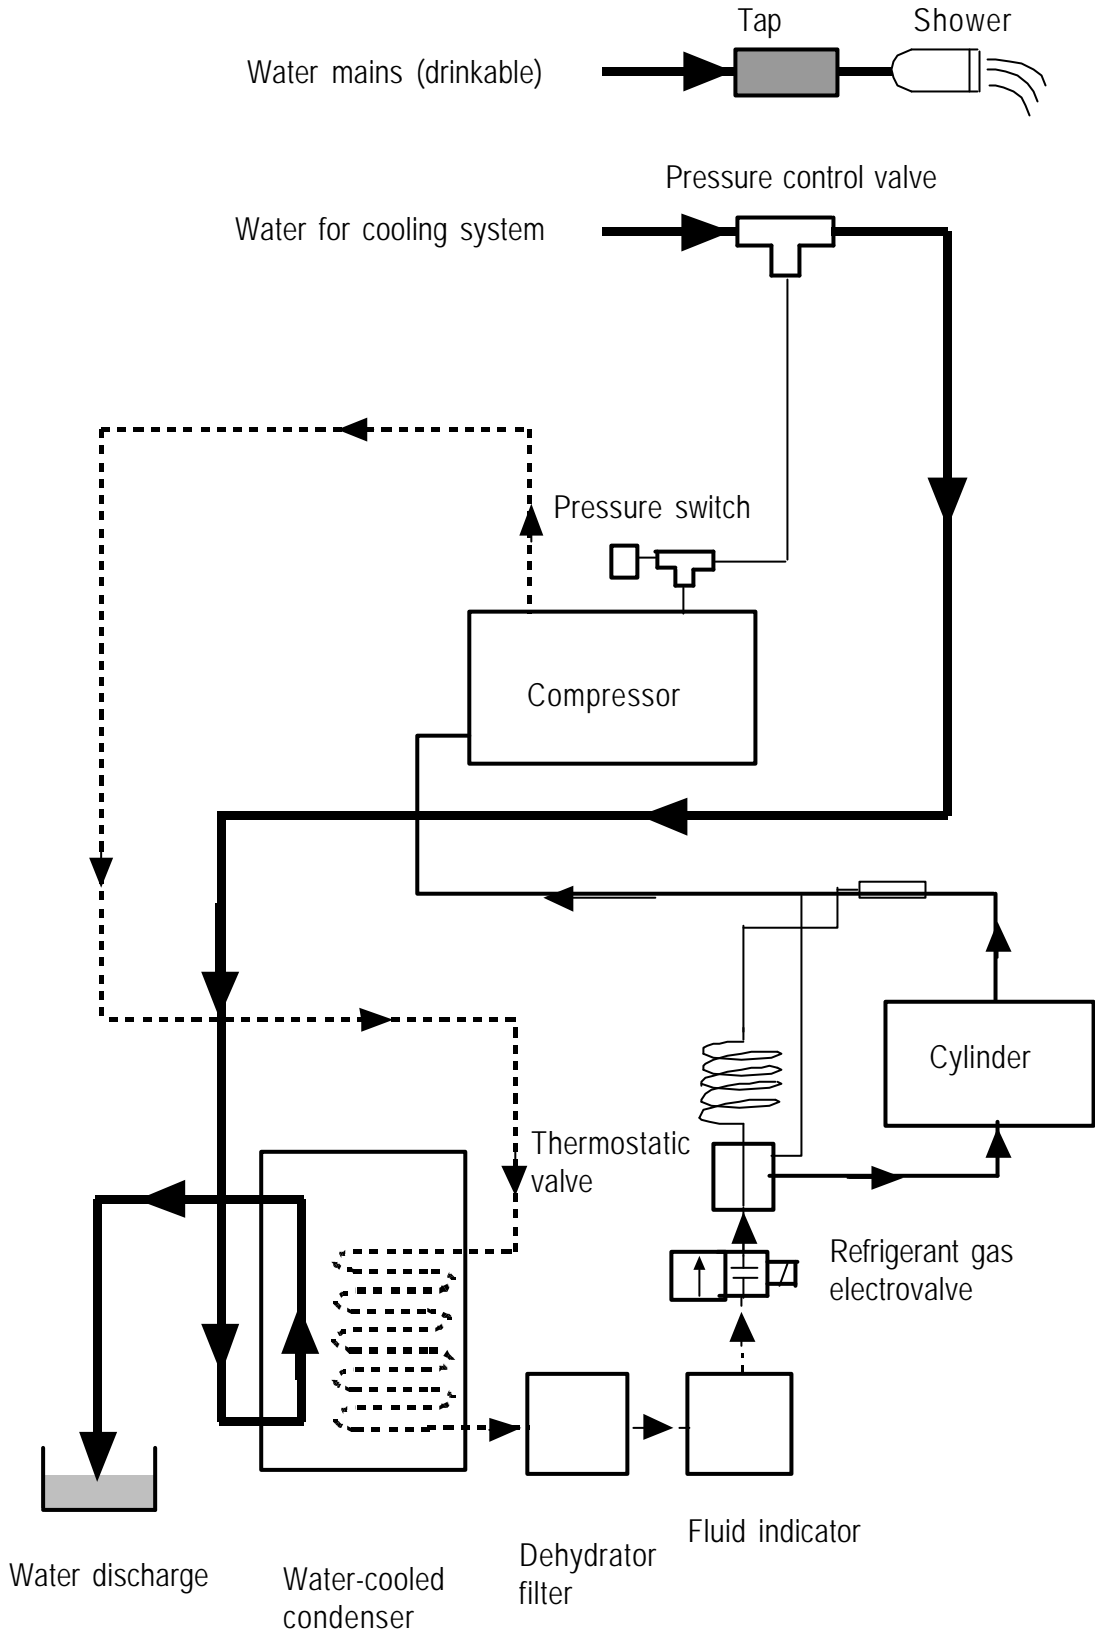 Tap
Shower
Water mains (drinkable)
Pressure control valve
Water for cooling system
Pressure switch
Compressor
Cylinder
Thermostatic
valve
Refrigerant gas
electrovalve
Fluid indicator
Dehydrator
filter
Water discharge
Water-cooled
condenser